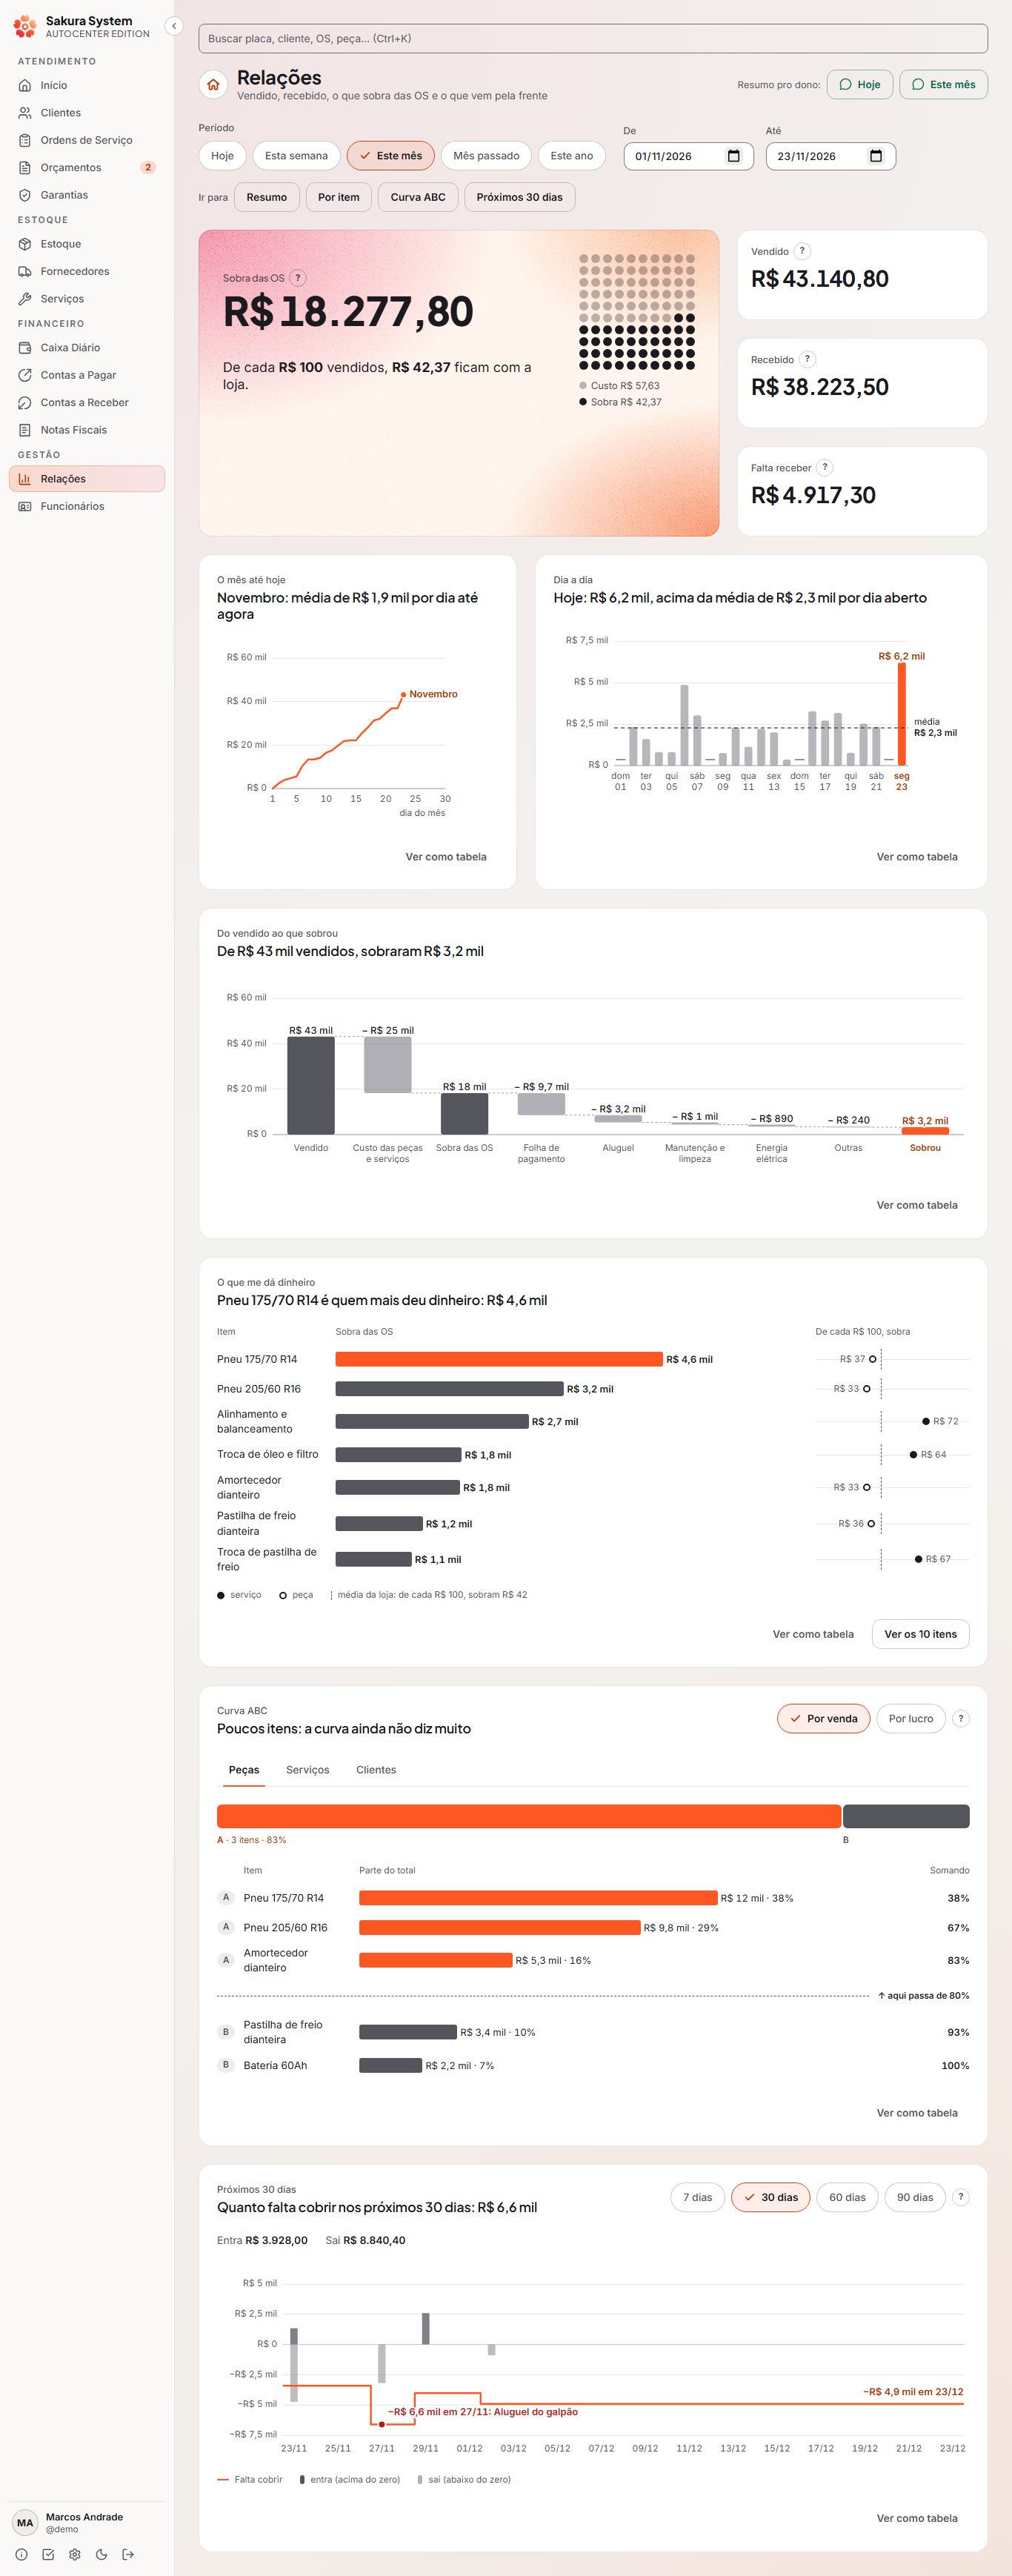 Sakura System
AUTOCENTER EDITION
ATENDIMENTO
Início
Clientes
Ordens de Serviço
Orçamentos 2
Garantias
ESTOQUE
Estoque
Fornecedores
Serviços
FINANCEIRO
Caixa Diário
Contas a Pagar
Contas a Receber
Notas Fiscais
GESTÃO
Relações
Funcionários
MA
Marcos Andrade
@demo
Buscar placa, cliente, OS, peça... (Ctrl+K)
Relações
Vendido, recebido, o que sobra das OS e o que vem pela frente
Resumo pro dono: Hoje Este mês
Período
Hoje Esta semana Este mês Mês passado Este ano
De
01/11/2026
Até
23/11/2026
Ir para Resumo Por item Curva ABC Próximos 30 dias
Sobra das OS ?
R$ 18.277,80
De cada R$ 100 vendidos, R$ 42,37 ficam com a
loja.
Custo R$ 57,63
Sobra R$ 42,37
Vendido ?
R$ 43.140,80
Recebido ?
R$ 38.223,50
Falta receber ?
R$ 4.917,30
O mês até hoje
Novembro: média de R$ 1,9 mil por dia até
agora
R$ 60 mil
R$ 40 mil
R$ 20 mil
R$ 0
Novembro
1 5 10 15 20 25 30
dia do mês
Ver como tabela
Dia a dia
Hoje: R$ 6,2 mil, acima da média de R$ 2,3 mil por dia aberto
R$ 7,5 mil
R$ 5 mil
R$ 2,5 mil
R$ 0
R$ 6,2 mil
média
R$ 2,3 mil
dom ter qui sáb seg qua sex dom ter qui sáb seg
01 03 05 07 09 11 13 15 17 19 21 23
Ver como tabela
Do vendido ao que sobrou
De R$ 43 mil vendidos, sobraram R$ 3,2 mil
R$ 60 mil
R$ 40 mil
R$ 20 mil
R$ 0
R$ 43 mil
− R$ 25 mil
R$ 18 mil
− R$ 9,7 mil
− R$ 3,2 mil
− R$ 1 mil
− R$ 890
− R$ 240
R$ 3,2 mil
Vendido
Custo das peças
e serviços
Sobra das OS
Folha de
pagamento
Aluguel
Manutenção e
limpeza
Energia
elétrica
Outras
Sobrou
Ver como tabela
O que me dá dinheiro
Pneu 175/70 R14 é quem mais deu dinheiro: R$ 4,6 mil
Item Sobra das OS De cada R$ 100, sobra
Pneu 175/70 R14 R$ 4,6 mil R$ 37
Pneu 205/60 R16 R$ 3,2 mil R$ 33
Alinhamento e
balanceamento R$ 2,7 mil R$ 72
Troca de óleo e filtro R$ 1,8 mil R$ 64
Amortecedor
dianteiro R$ 1,8 mil R$ 33
Pastilha de freio
dianteira R$ 1,2 mil R$ 36
Troca de pastilha de
freio R$ 1,1 mil R$ 67
serviço peça média da loja: de cada R$ 100, sobram R$ 42
Ver como tabela Ver os 10 itens
Curva ABC
Poucos itens: a curva ainda não diz muito
Por venda Por lucro ?
Peças Serviços Clientes
A · 3 itens · 83% B
Item Parte do total Somando
A Pneu 175/70 R14 R$ 12 mil · 38% 38%
A Pneu 205/60 R16 R$ 9,8 mil · 29% 67%
A Amortecedor
dianteiro R$ 5,3 mil · 16% 83%
↑ aqui passa de 80%
B Pastilha de freio
dianteira R$ 3,4 mil · 10% 93%
B Bateria 60Ah R$ 2,2 mil · 7% 100%
Ver como tabela
Próximos 30 dias
Quanto falta cobrir nos próximos 30 dias: R$ 6,6 mil
7 dias 30 dias 60 dias 90 dias ?
Entra R$ 3.928,00 Sai R$ 8.840,40
R$ 5 mil
R$ 2,5 mil
R$ 0
−R$ 2,5 mil
−R$ 5 mil
−R$ 7,5 mil
−R$ 4,9 mil em 23/12
−R$ 6,6 mil em 27/11: Aluguel do galpão
23/11 25/11 27/11 29/11 01/12 03/12 05/12 07/12 09/12 11/12 13/12 15/12 17/12 19/12 21/12 23/12
Falta cobrir entra (acima do zero) sai (abaixo do zero)
Ver como tabela